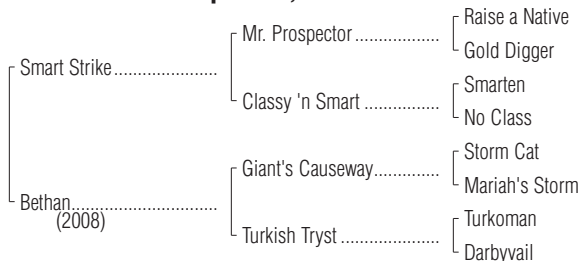 Raise a Native
Mr. Prospector ..................
Gold Digger
Smart Strike......................
Smarten
Classy 'n Smart ................
No Class
Storm Cat
Giant's Causeway..............
Mariah's Storm
Bethan...............................
(2008)
Turkoman
Turkish Tryst .....................
Darbyvail